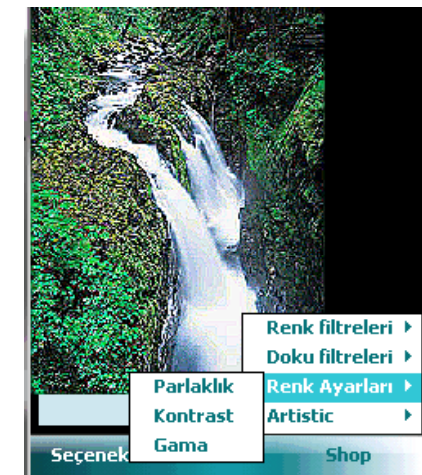 Renk filtreleri
Doku filtreleri
Renk Ayarları
Artistic
Parlaklık
Kontrast
Gama
Seçenek
Shop